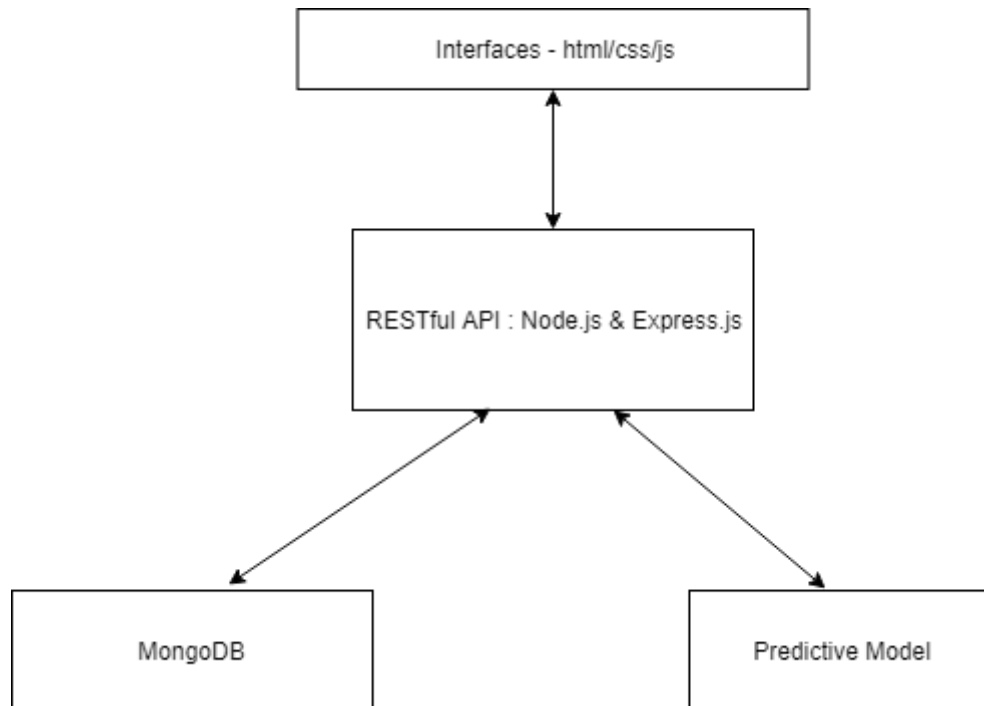 Interfaces - html/css/js
RESTful API : Node.js & Express.js
MongoDB
Predictive Model